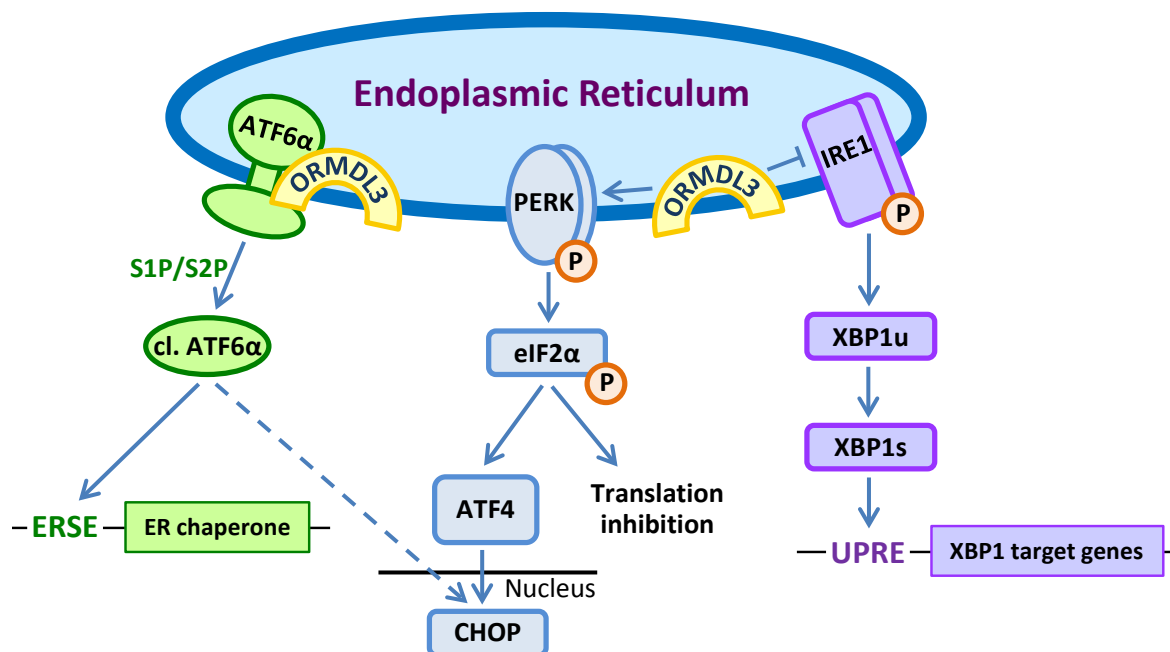 Endoplasmic Reticulum
ATF6α
ORMDL3
PERK
P
ORMDL3
IRE1
P
S1P/S2P
cl. ATF6α
eIF2α
P
XBP1u
XBP1s
ERSE
ER chaperone
ATF4
Translation
inhibition
UPRE
XBP1 target genes
Nucleus
CHOP